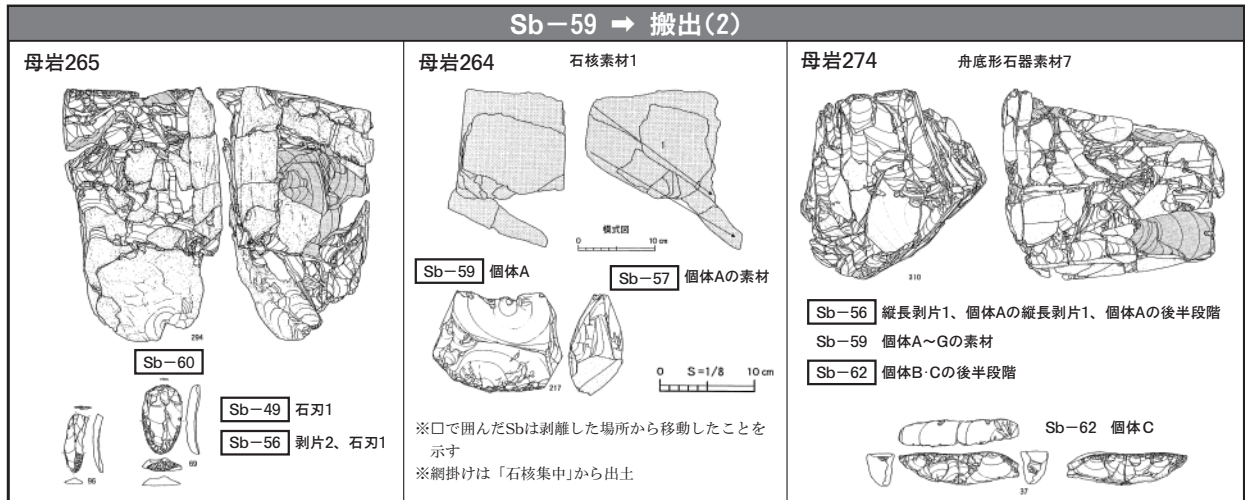 Sb－59 ➡ 搬出(2)
母岩265
294
Sb－60
Sb－49 石刃1
Sb－56 剥片2、石刃1
96
69
母岩264 石核素材1
1
模式図
0 10 cm
Sb－59 個体A
Sb－57 個体Aの素材
217
0 S＝1/8 10 cm
※□で囲んだSbは剥離した場所から移動したことを
示す
※網掛けは「石核集中」から出土
母岩274 舟底形石器素材7
310
Sb－56 縦長剥片1、個体Aの縦長剥片1、個体Aの後半段階
Sb－59 個体A～Gの素材
Sb－62 個体B·Cの後半段階
Sb－62 個体C
37